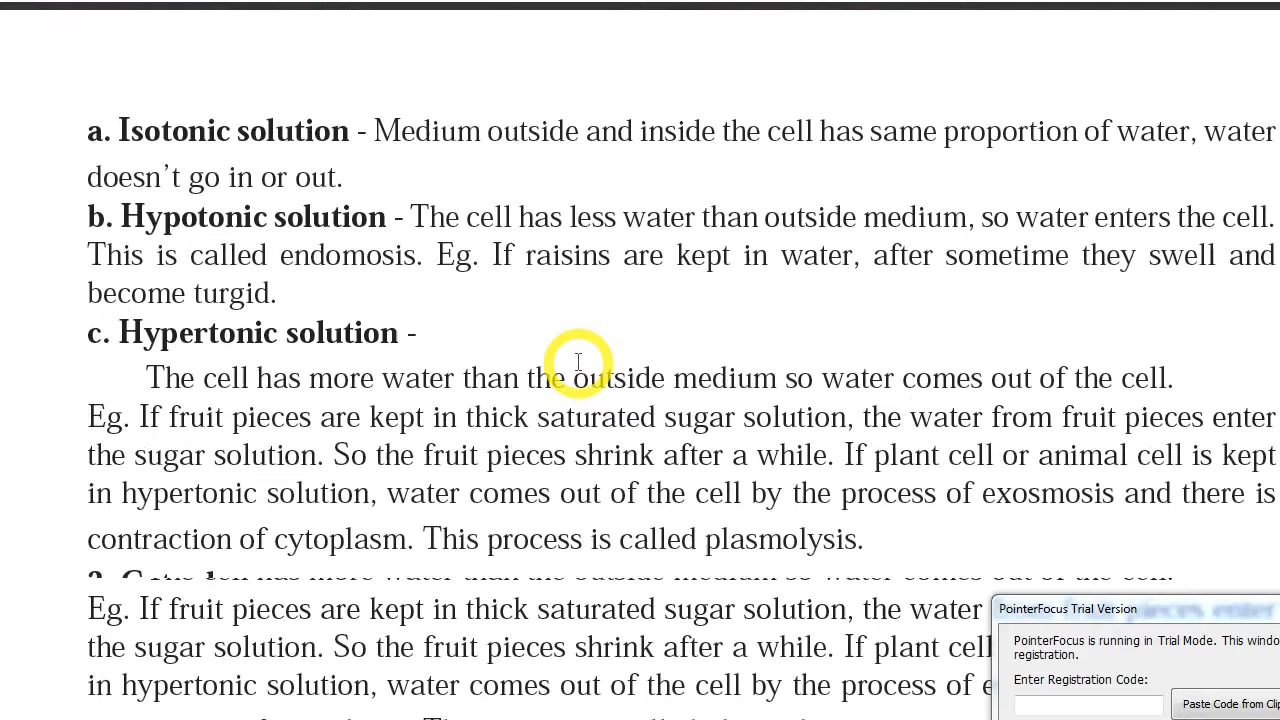 a. Isotonic solution - Medium outside and inside the cell has same proportion of water, water
doesn't go in or out.
b. Hypotonic solution - The cell has less water than outside medium, so water enters the cell.
This is called endomosis. Eg. If raisins are kept in water, after sometime they swell and
become turgid.
c. Hypertonic solution -
The cell has more water than the outside medium so water comes out of the cell.
Eg. If fruit pieces are kept in thick saturated sugar solution, the water from fruit pieces enter
the sugar solution. So the fruit pieces shrink after a while. If plant cell or animal cell is kept
in hypertonic solution, water comes out of the cell by the process of exosmosis and there is
contraction of cytoplasm. This process is called plasmolysis.
Eg. If fruit pieces are kept in thick saturated sugar solution, the water
the sugar solution. So the fruit pieces shrink after a while. If plant cell
in hypertonic solution, water comes out of the cell by the process of
PointerFocus Trial Version
PointerFocus is running in Trial Mode. This
registration.
Enter Registration Code:
Paste Code from